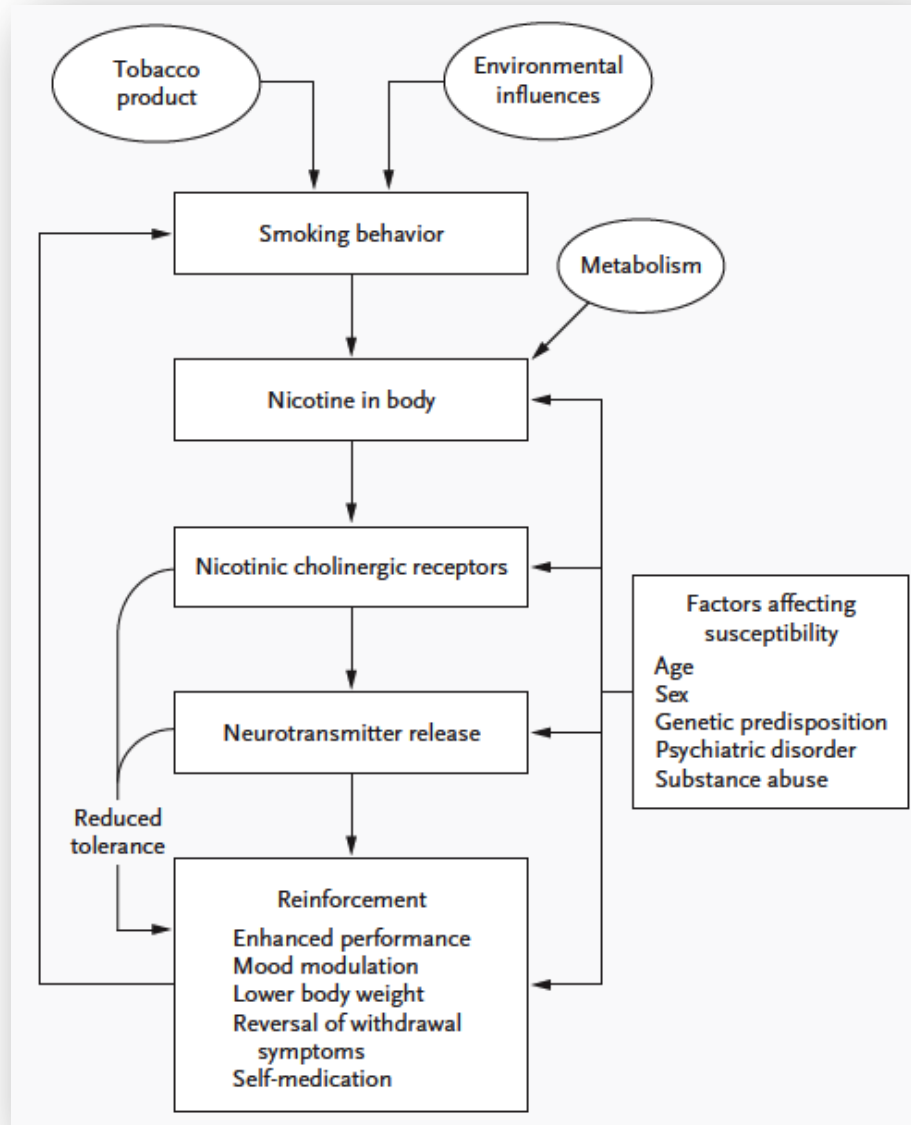 Tobacco
product
Environmental
influences
Smoking behavior
Metabolism
Nicotine in body
Nicotinic cholinergic receptors
Factors affecting
susceptibility
Age
Sex
Genetic predisposition
Psychiatric disorder
Substance abuse
Neurotransmitter release
Reduced
tolerance
Reinforcement
Enhanced performance
Mood modulation
Lower body weight
Reversal of withdrawal
symptoms
Self-medication